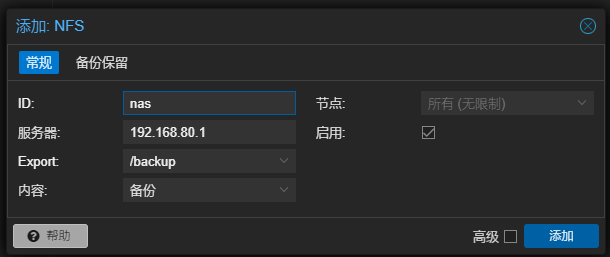 添加: NFS
常规 备份保留
ID: nas 节点: 所有 (无限制)
服务器: 192.168.80.1 启用:
Export: /backup
内容: 备份
帮助 高级 添加